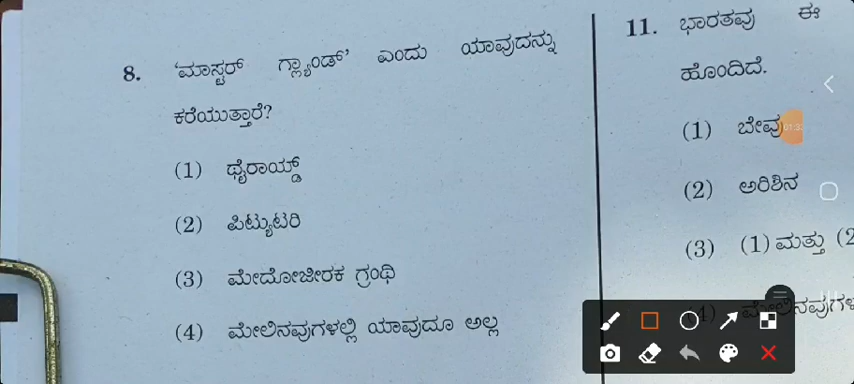 8. 'ಮಾಸ್ಟರ್ ಗ್ಲ್ಯಾಂಡ್' ಎಂದು ಯಾವುದನ್ನು
ಕರೆಯುತ್ತಾರೆ?
(1) ಥೈರಾಯ್ಡ್
(2) ಪಿಟ್ಯುಟರಿ
(3) ಮೇದೋಜೀರಕ ಗ್ರಂಥಿ
(4) ಮೇಲಿನವುಗಳಲ್ಲಿ ಯಾವುದೂ ಅಲ್ಲ
11. ಭಾರತವು ಈ
ಹೊಂದಿದೆ.
(1) ಬೇವು
(2) ಅರಿಶಿನ
(3) (1) ಮತ್ತು (2